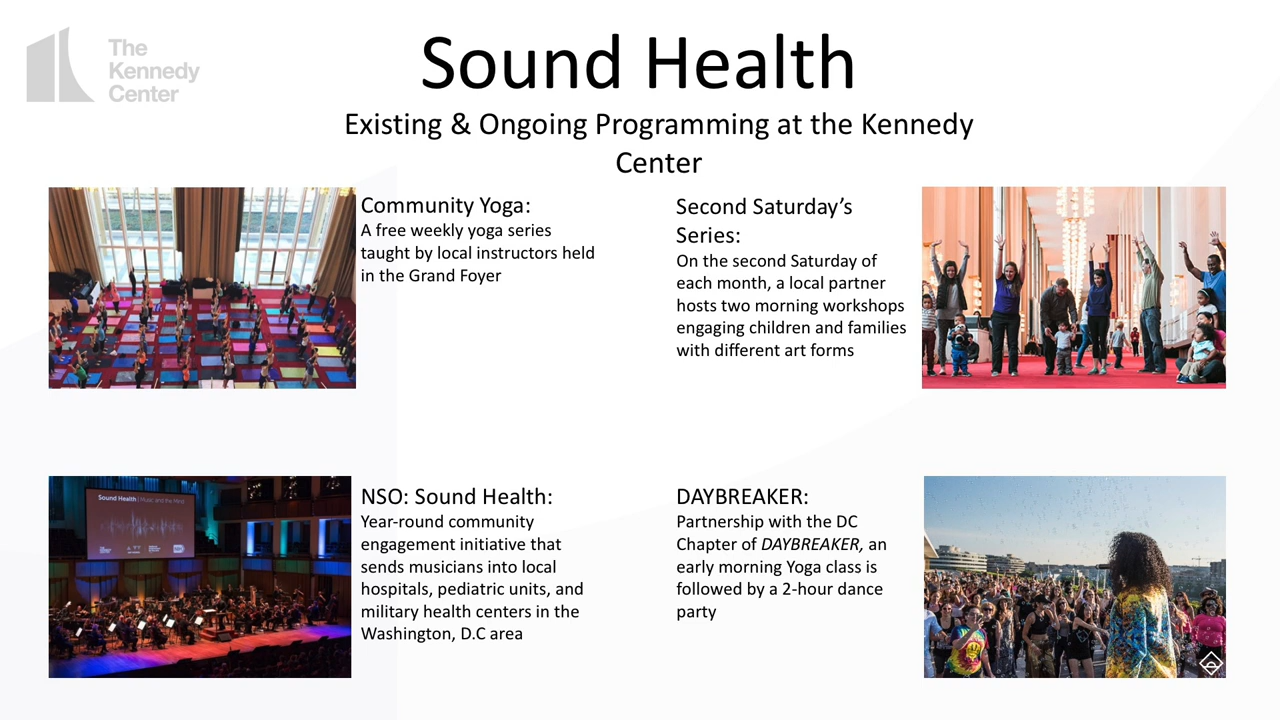 The
Kennedy
Center
Sound Health
Existing & Ongoing Programming at the Kennedy
Center
Community Yoga:
A free weekly yoga series
taught by local instructors held
in the Grand Foyer
Second Saturday’s
Series:
On the second Saturday of
each month, a local partner
hosts two morning workshops
engaging children and families
with different art forms
Sound Health | Music and the Mind
NSO: Sound Health:
Year-round community
engagement initiative that
sends musicians into local
hospitals, pediatric units, and
military health centers in the
Washington, D.C area
DAYBREAKER:
Partnership with the DC
Chapter of DAYBREAKER, an
early morning Yoga class is
followed by a 2-hour dance
party